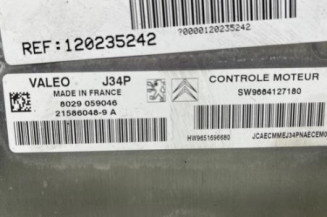 REF:120235242
?0000120235242
VALEO J34P
MADE IN FRANCE
8029 059046
21586048-9 A
CONTROLE MOTEUR
SW9664127180
HW9651696680
JCAECMMEJ34PNAECEM0